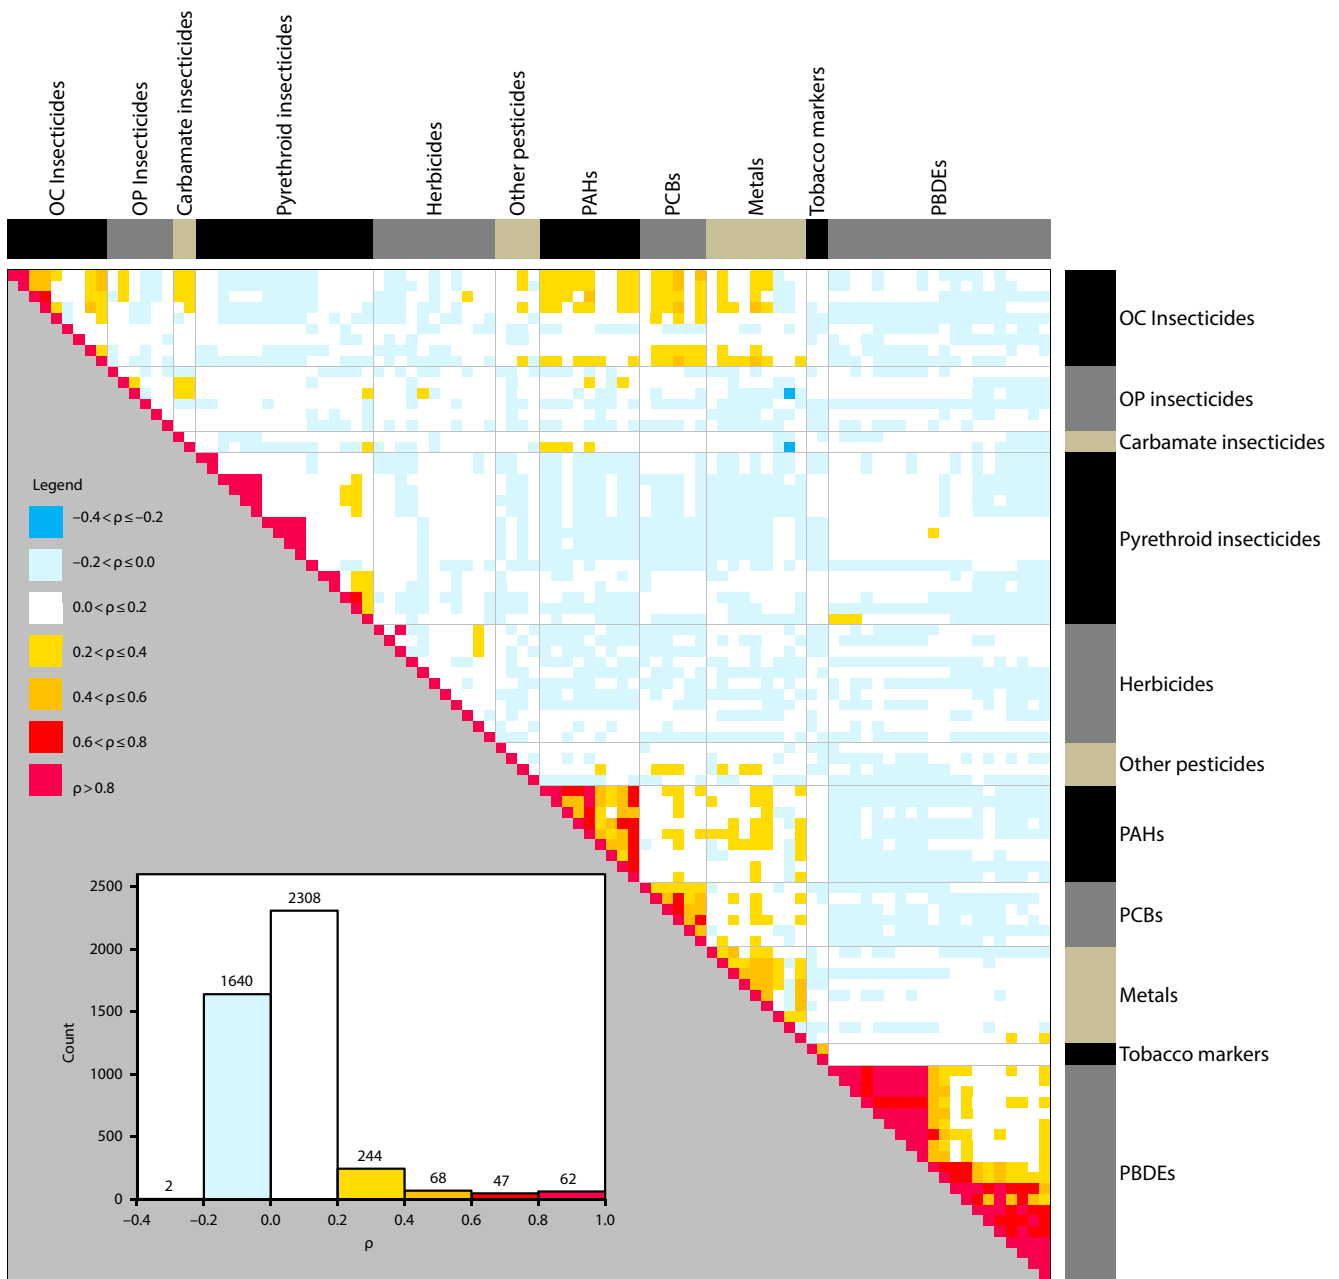 OC Insecticides
OP Insecticides
Carbamate insecticides
Pyrethroid insecticides
Herbicides
Other pesticides
PAHs
PCBs
Metals
Tobacco markers
PBDEs
OC Insecticides
OP insecticides
Carbamate insecticides
Pyrethroid insecticides
Herbicides
Other pesticides
PAHs
PCBs
Metals
Tobacco markers
PBDEs
Legend
−0.4 < ρ ≤ −0.2
−0.2 < ρ ≤ 0.0
0.0 < ρ ≤ 0.2
0.2 < ρ ≤ 0.4
0.4 < ρ ≤ 0.6
0.6 < ρ ≤ 0.8
ρ > 0.8
Count
2500
2000
1500
1000
500
0
2
1640
2308
244
68
47
62
−0.4
−0.2
0.0
0.2
0.4
0.6
0.8
1.0
ρ